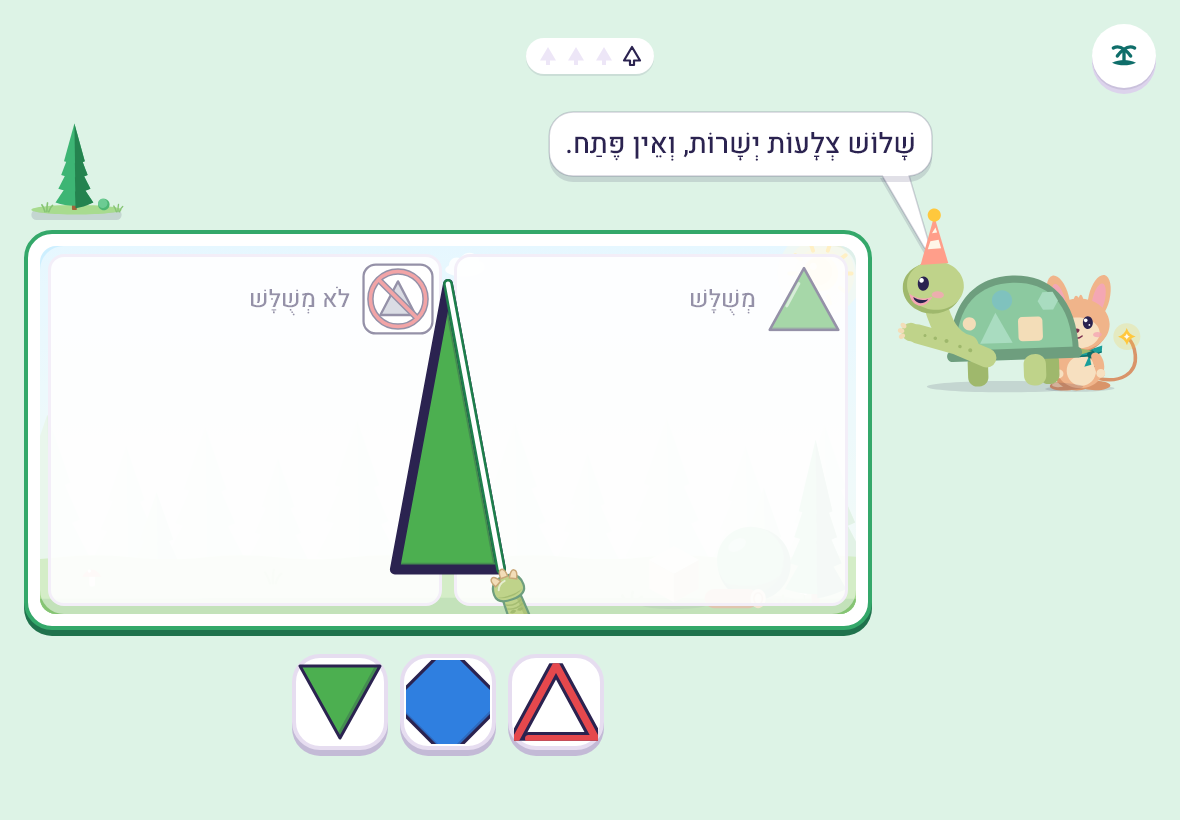 שָׁלוֹשׁ צְלָעוֹת יְשָׁרוֹת, וְאֵין פֶּתַח.
מְשֻׁלָּשׁ
לֹא מְשֻׁלָּשׁ